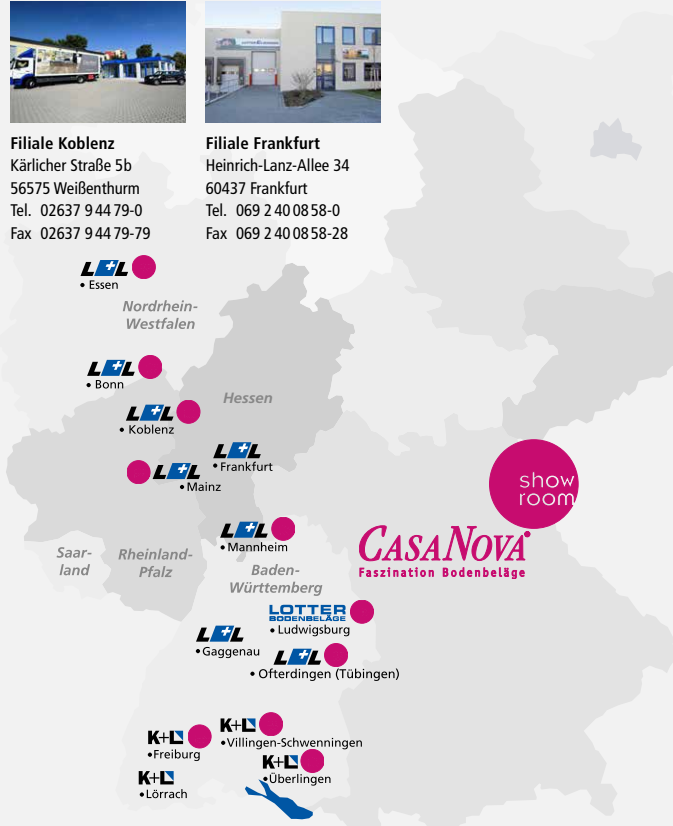 Filiale Koblenz
Kärlicher Straße 5b
56575 Weißenthurm
Tel. 02637 9 44 79-0
Fax 02637 9 44 79-79
Filiale Frankfurt
Heinrich-Lanz-Allee 34
60437 Frankfurt
Tel. 069 2 40 08 58-0
Fax 069 2 40 08 58-28
L+L
• Essen
Nordrhein-
Westfalen
L+L
• Bonn
L+L
• Koblenz
Hessen
L+L
• Frankfurt
L+L
• Mainz
show
room
L+L
• Mannheim
CASANOVA
Faszination Bodenbeläge
Saar-
land
Rheinland-
Pfalz
Baden-
Württemberg
LOTTER
BODENBELÄGE
• Ludwigsburg
L+L
• Gaggenau
L+L
• Ofterdingen (Tübingen)
K+L
• Villingen-Schwenningen
K+L
• Freiburg
K+L
• Überlingen
K+L
• Lörrach